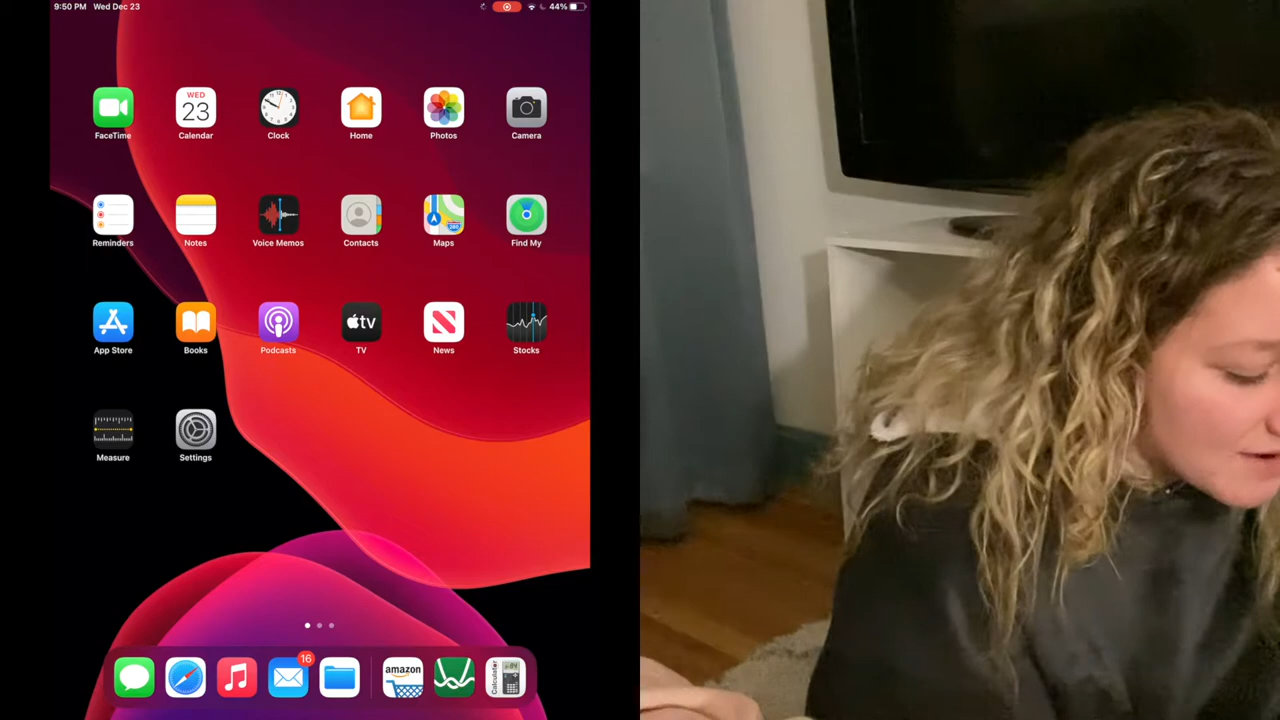 9:50 PM Wed Dec 23 44%
WED
23
FaceTime Calendar Clock Home Photos Camera
Reminders Notes Voice Memos Contacts Maps Find My
tv
App Store Books Podcasts TV News Stocks
Measure Settings
16
amazon
Calculator